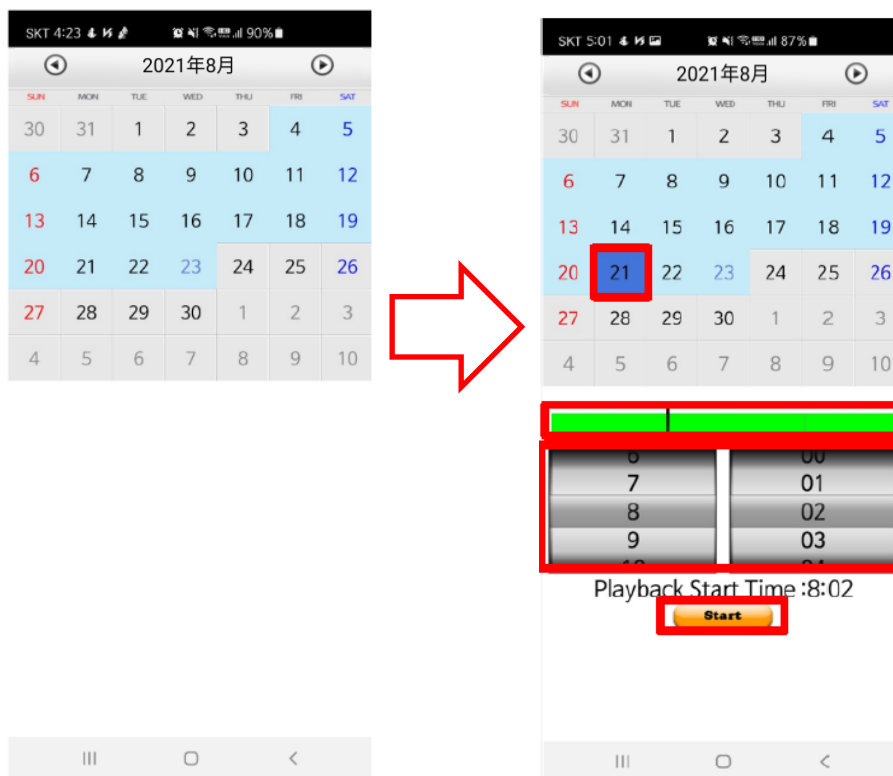 SKT 4:23 90%
2021年8月
SUN MON TUE WED THU FRI SAT
30 31 1 2 3 4 5
6 7 8 9 10 11 12
13 14 15 16 17 18 19
20 21 22 23 24 25 26
27 28 29 30 1 2 3
4 5 6 7 8 9 10
SKT 5:01 87%
2021年8月
SUN MON TUE WED THU FRI SAT
30 31 1 2 3 4 5
6 7 8 9 10 11 12
13 14 15 16 17 18 19
20 21 22 23 24 25 26
27 28 29 30 1 2 3
4 5 6 7 8 9 10
6 00
7 01
8 02
9 03
10 04
Playback Start Time :8:02
Start